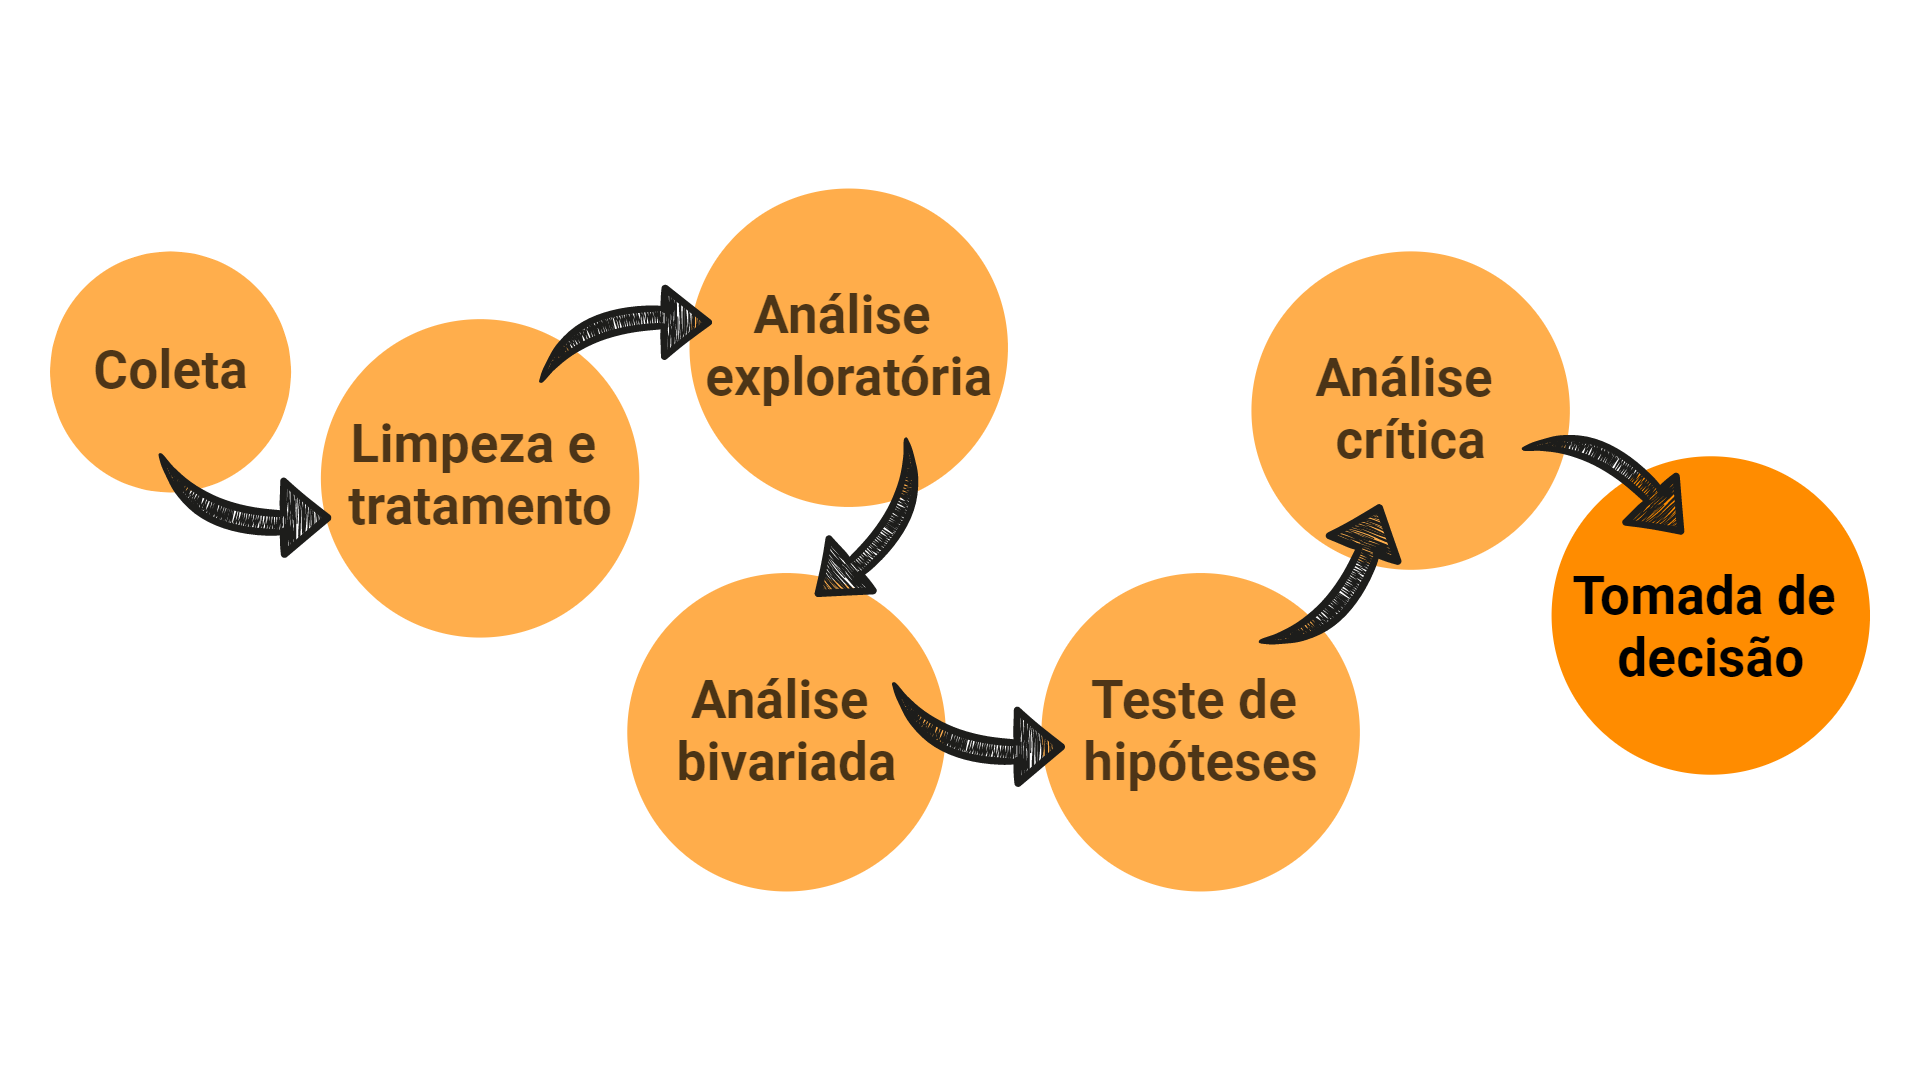 Coleta
Limpeza e
tratamento
Análise
exploratória
Análise
bivariada
Teste de
hipóteses
Análise
crítica
Tomada de
decisão